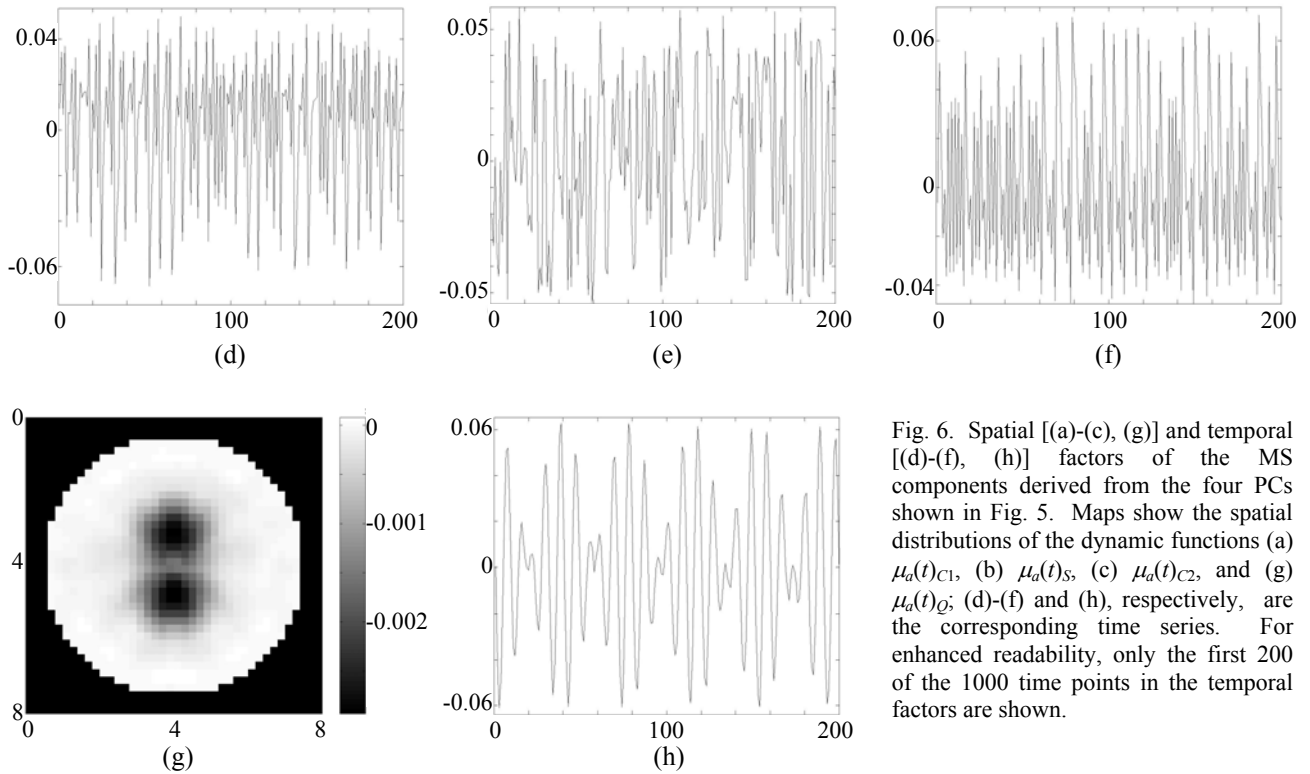 0.04
0
-0.06
0
100
200
(d)
0.05
0
-0.05
0
100
200
(e)
0.06
0
-0.04
0
100
200
(f)
0
4
8
0
4
8
0
-0.001
-0.002
(g)
0.06
0
-0.06
0
100
200
(h)
Fig. 6. Spatial [(a)-(c), (g)] and temporal
[(d)-(f), (h)] factors of the MS
components derived from the four PCs
shown in Fig. 5. Maps show the spatial
distributions of the dynamic functions (a)
μa(t)C1, (b) μa(t)S, (c) μa(t)C2, and (g)
μa(t)Q; (d)-(f) and (h), respectively, are
the corresponding time series. For
enhanced readability, only the first 200
of the 1000 time points in the temporal
factors are shown.